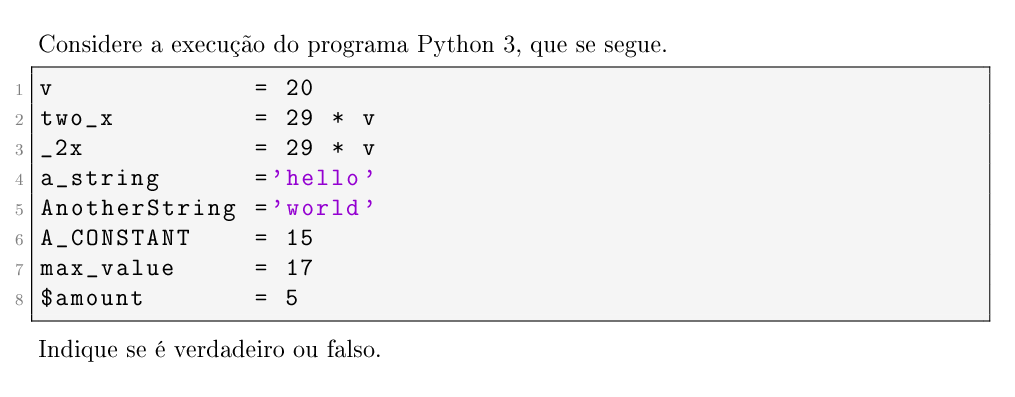 Considere a execução do programa Python 3, que se segue.
1 v = 20
2 two_x = 29 * v
3 _2x = 29 * v
4 a_string ='hello'
5 AnotherString ='world'
6 A_CONSTANT = 15
7 max_value = 17
8 $amount = 5
Indique se é verdadeiro ou falso.